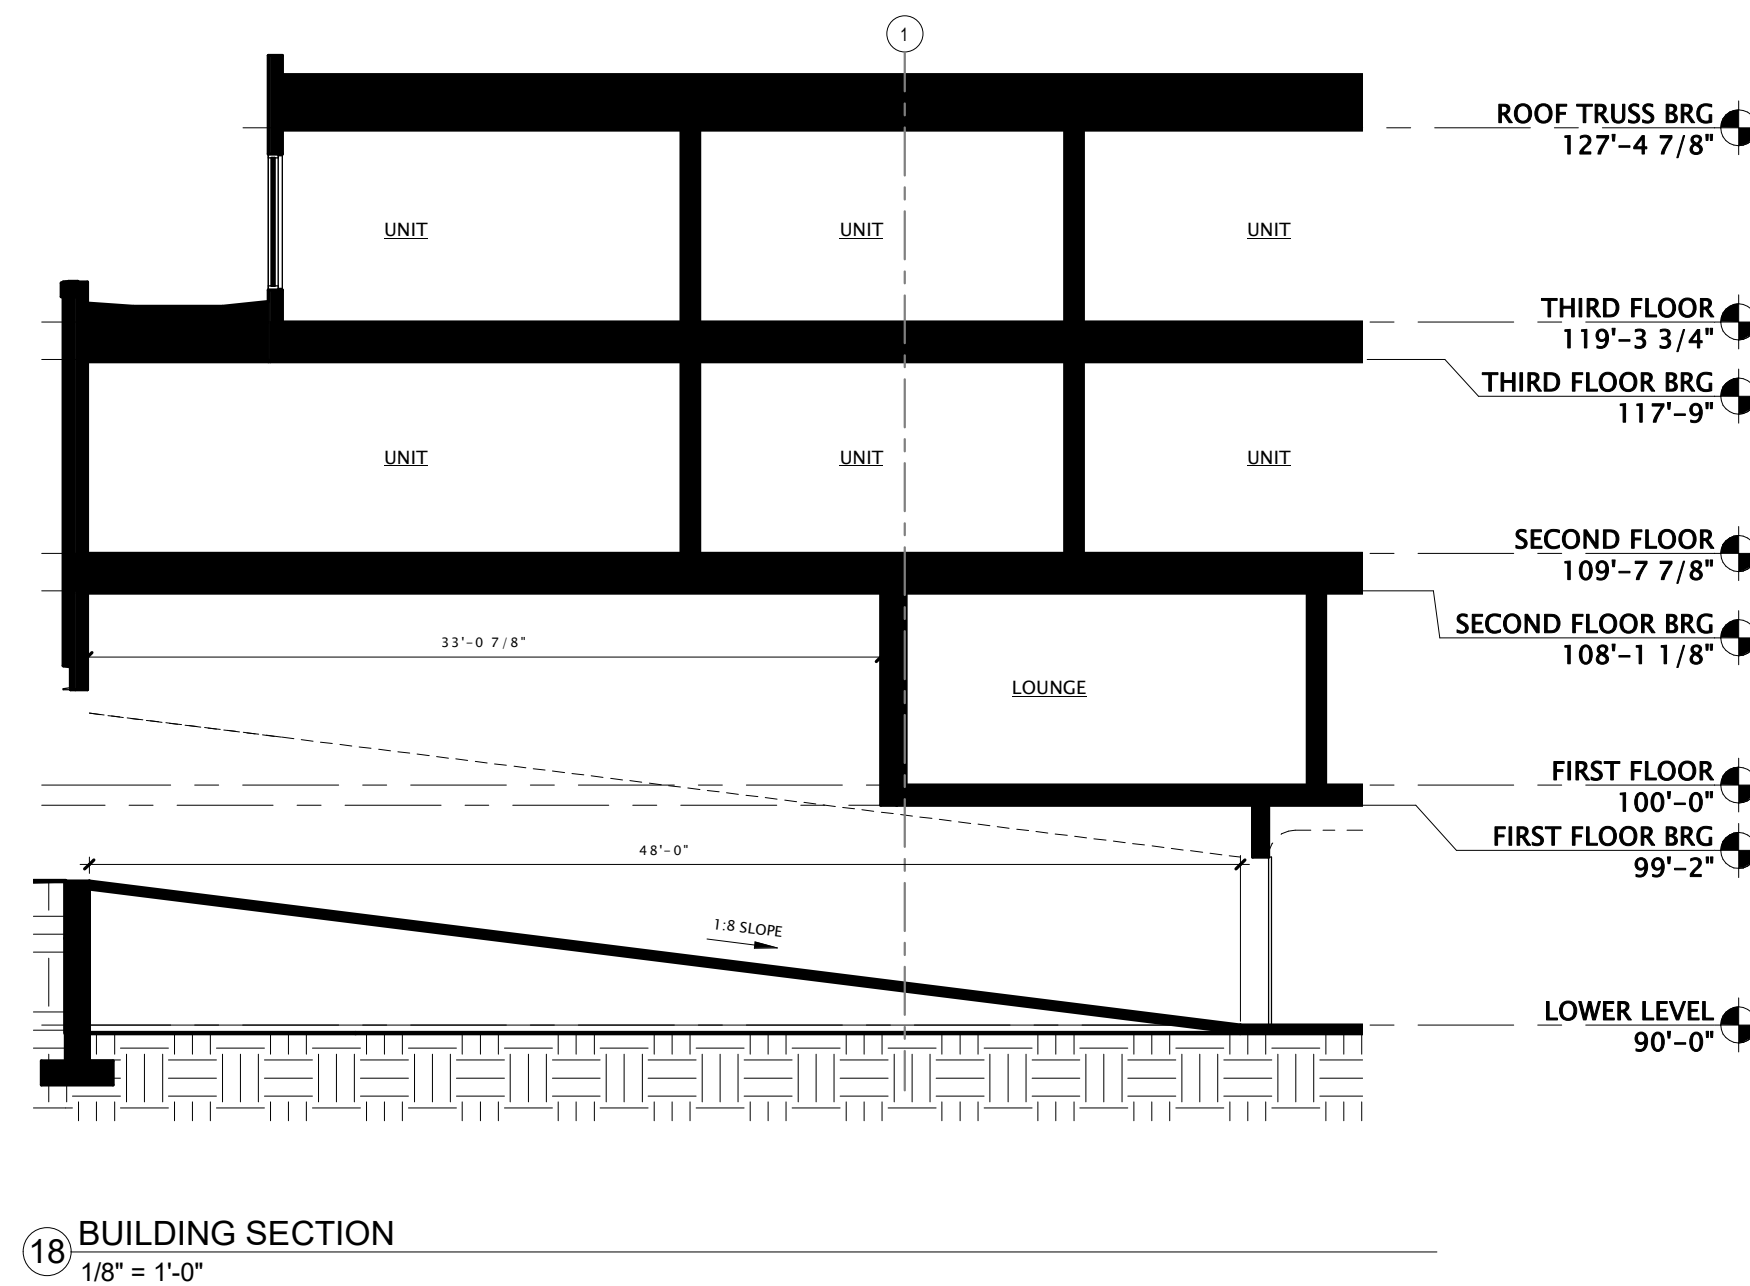 1
ROOF TRUSS BRG
127'-4 7/8"
UNIT UNIT UNIT
THIRD FLOOR
119'-3 3/4"
THIRD FLOOR BRG
117'-9"
UNIT UNIT UNIT
SECOND FLOOR
109'-7 7/8"
SECOND FLOOR BRG
108'-1 1/8"
33'-0 7/8"
LOUNGE
FIRST FLOOR
100'-0"
FIRST FLOOR BRG
99'-2"
48'-0"
1:8 SLOPE
LOWER LEVEL
90'-0"
18 BUILDING SECTION
1/8" = 1'-0"